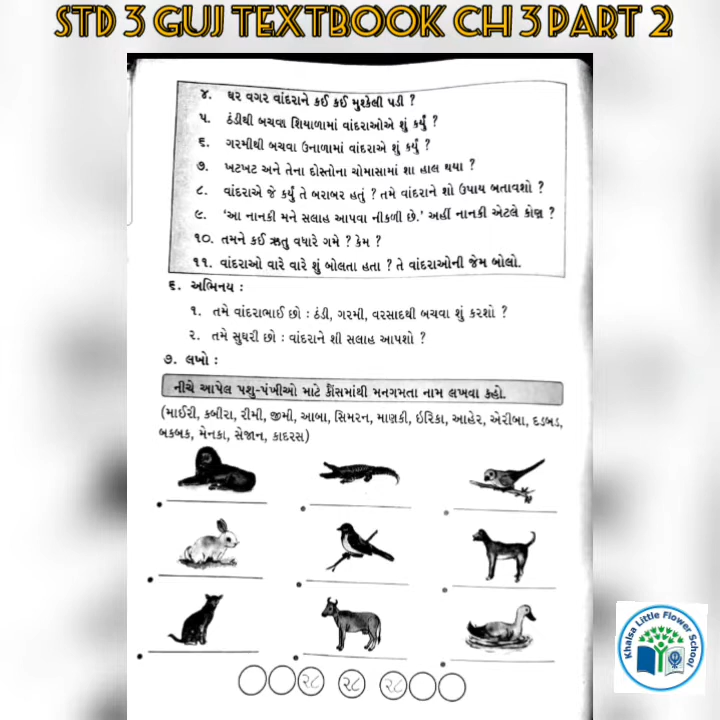 STD 3 GUJ TEXTBOOK CH 3 PART 2
૪. ઘર વગર વાંદરાને કઈ કઈ મુશ્કેલી પડી ?
૫. ઠંડીથી બચવા શિયાળામાં વાંદરાઓએ શું કર્યું ?
૬. ગરમીથી બચવા ઉનાળામાં વાંદરાએ શું કર્યું ?
૭. ખટખટ અને તેના દોસ્તોના ચોમાસામાં શા હાલ થયા ?
૮. વાંદરાએ જે કર્યું તે બરાબર હતું ? તમે વાંદરાને શો ઉપાય બતાવશો ?
૯. ‘આ નાનકી મને સલાહ આપવા નીકળી છે.’ અહીં નાનકી એટલે કોણ ?
૧૦. તમને કઈ ઋતુ વધારે ગમે ? કેમ ?
૧૧. વાંદરાઓ વારે વારે શું બોલતા હતા ? તે વાંદરાઓની જેમ બોલો.
૬. અભિનય :
૧. તમે વાંદરાભાઈ છો : ઠંડી, ગરમી, વરસાદથી બચવા શું કરશો ?
૨. તમે સુઘરી છો : વાંદરાને શી સલાહ આપશો ?
૭. લખો :
નીચે આપેલ પશુ-પંખીઓ માટે કૌંસમાંથી મનગમતા નામ લખવા કહો.
(માઈરી, કબીરા, રીમી, જીમી, આબા, સિમરન, માણકી, ઇરિકા, આહેર, એરીબા, દડબડ,
બકબક, મેનકા, સેજાન, કાદરસ)
૨૮ ૨૮ ૨૮
Khalsa Little Flower School